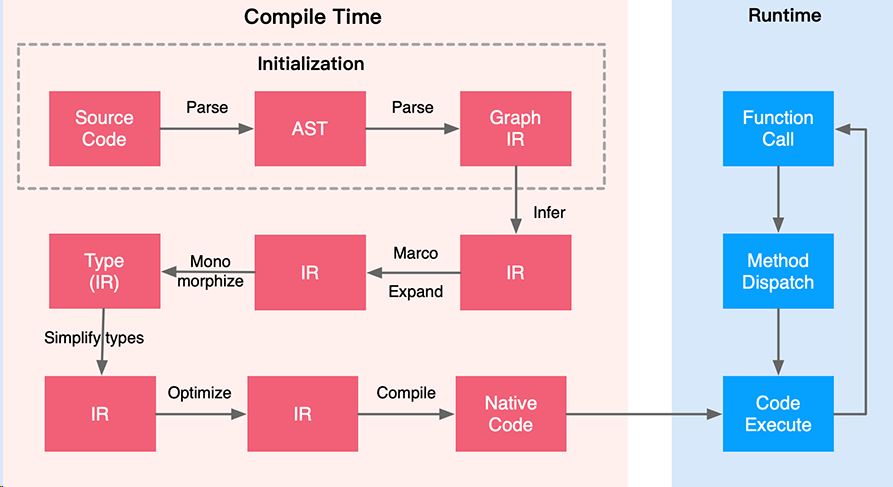 Compile Time
Runtime
Initialization
Source
Code
Parse
AST
Parse
Graph
IR
Function
Call
Infer
Type
(IR)
Mono
morphize
IR
Marco
Expand
IR
Method
Dispatch
Simplify types
IR
Optimize
IR
Compile
Native
Code
Code
Execute